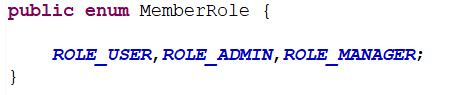 public enum MemberRole {
ROLE_USER,ROLE_ADMIN,ROLE_MANAGER;
}